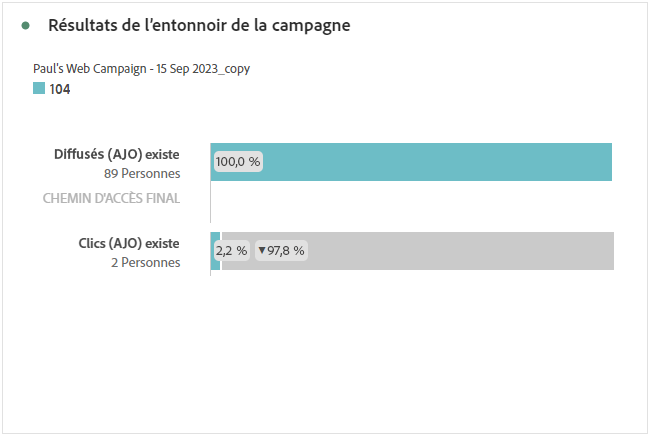 Résultats de l'entonnoir de la campagne
Paul's Web Campaign - 15 Sep 2023_copy
104
Diffusés (AJO) existe
100,0 %
89 Personnes
CHEMIN D'ACCÈS FINAL
Clics (AJO) existe
2,2 % ▼97,8 %
2 Personnes